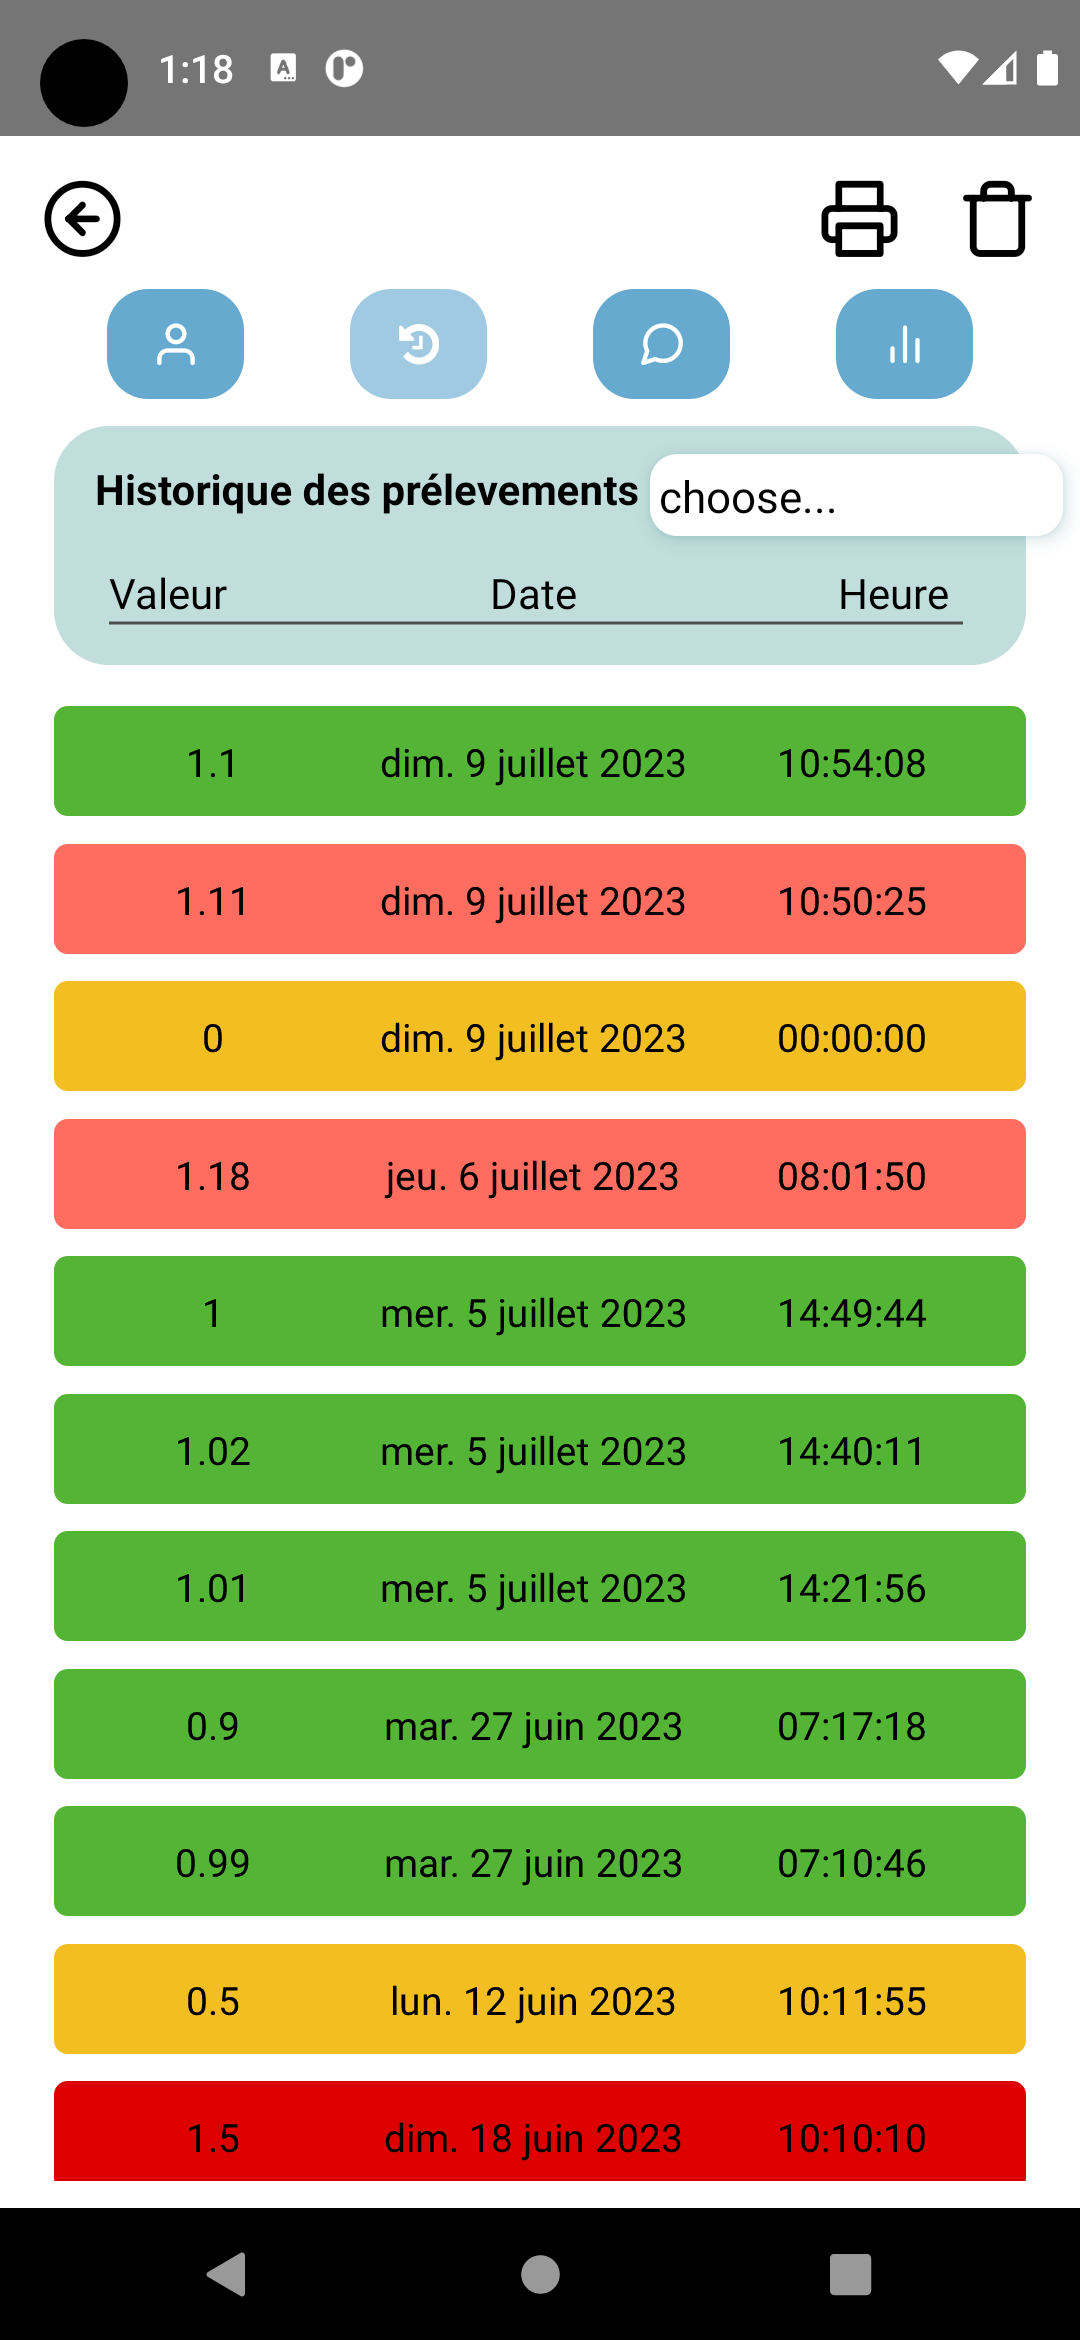 1:18
Historique des prélevements choose...
Valeur Date Heure
1.1 dim. 9 juillet 2023 10:54:08
1.11 dim. 9 juillet 2023 10:50:25
0 dim. 9 juillet 2023 00:00:00
1.18 jeu. 6 juillet 2023 08:01:50
1 mer. 5 juillet 2023 14:49:44
1.02 mer. 5 juillet 2023 14:40:11
1.01 mer. 5 juillet 2023 14:21:56
0.9 mar. 27 juin 2023 07:17:18
0.99 mar. 27 juin 2023 07:10:46
0.5 lun. 12 juin 2023 10:11:55
1.5 dim. 18 juin 2023 10:10:10